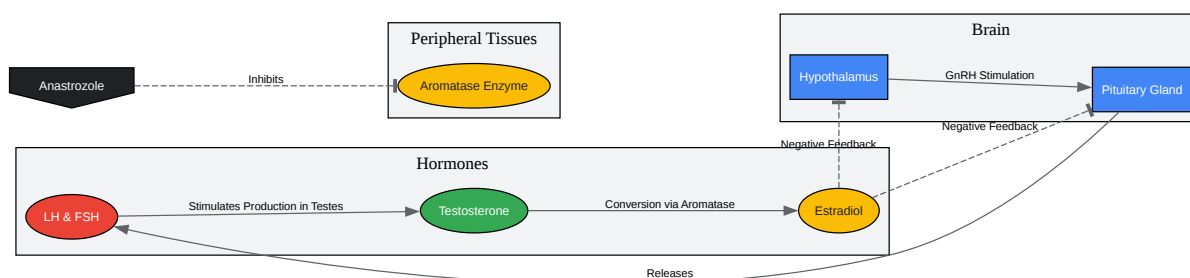 Brain
Peripheral Tissues
Anastrozole
Inhibits
Aromatase Enzyme
Hypothalamus
GnRH Stimulation
Pituitary Gland
Negative Feedback
Negative Feedback
Hormones
LH & FSH
Stimulates Production in Testes
Testosterone
Conversion via Aromatase
Estradiol
Releases